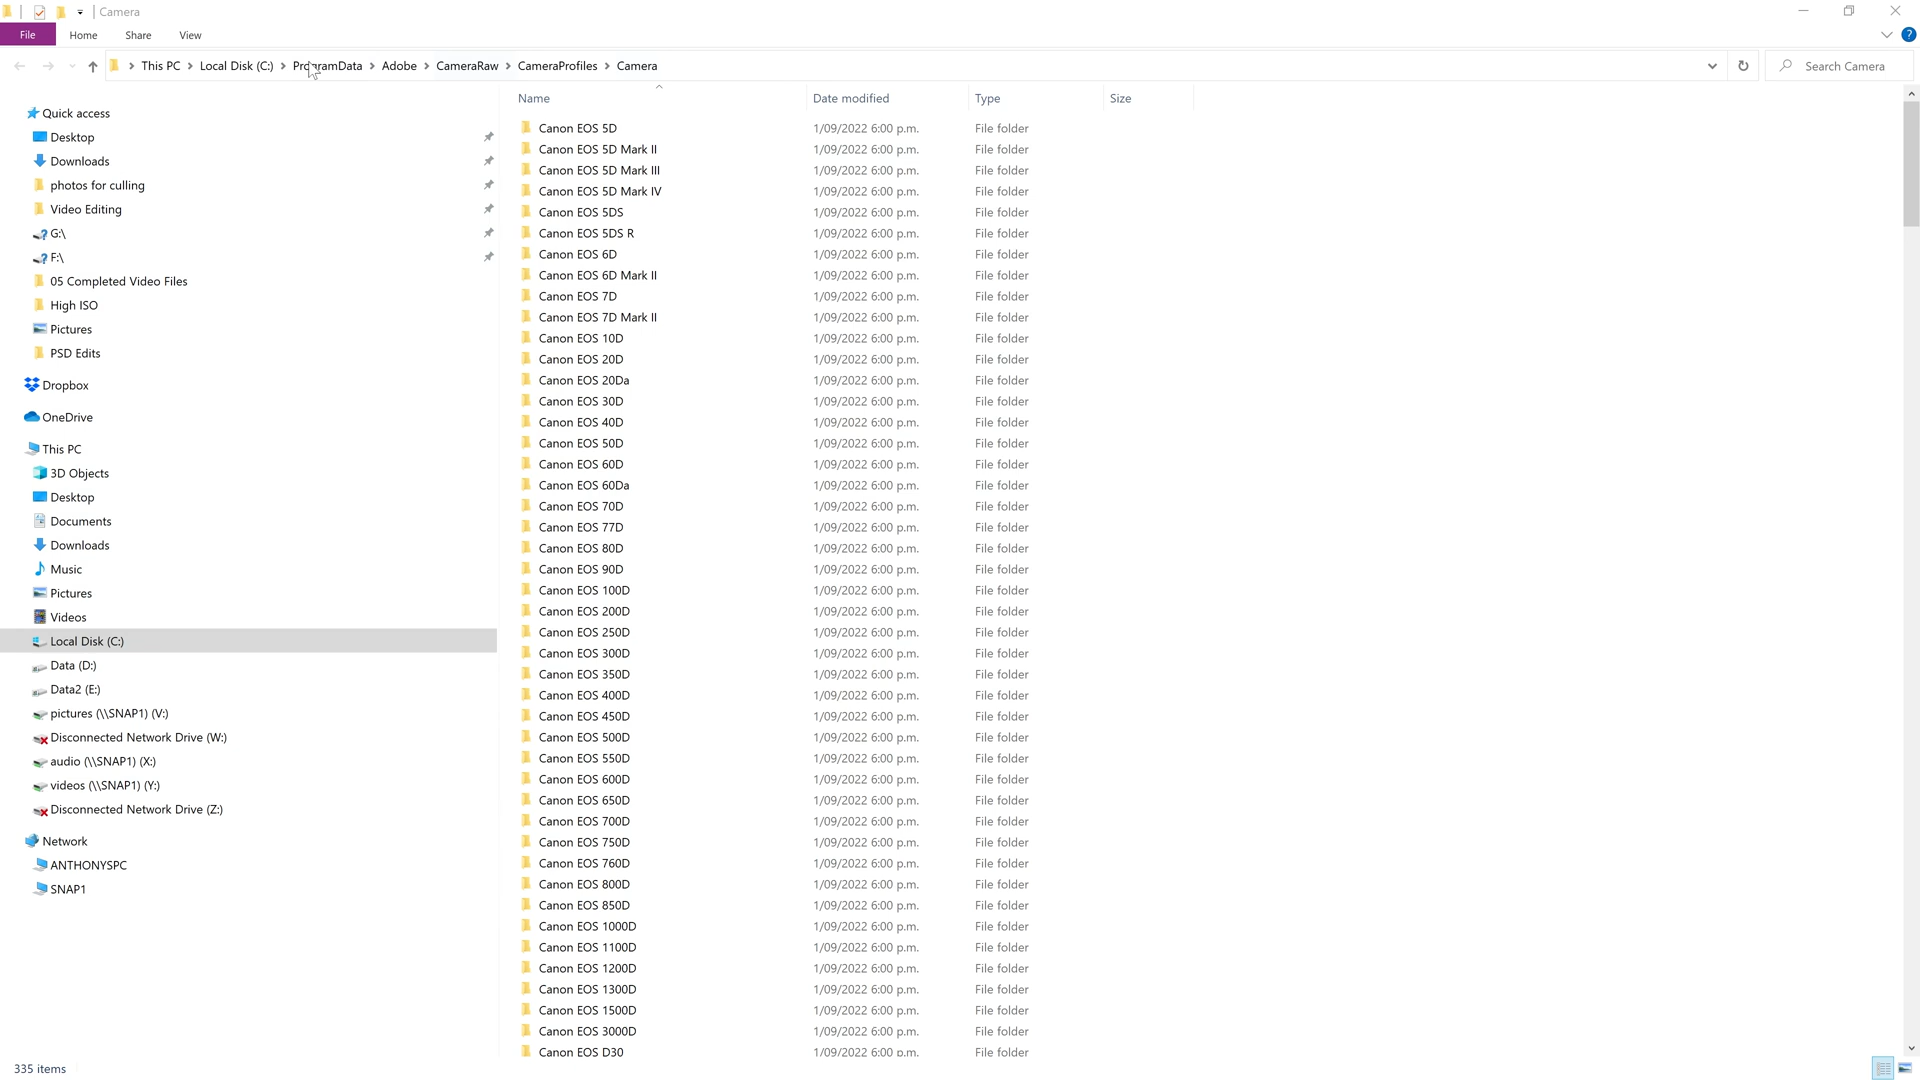 Camera
File
Home
Share
View
This PC
Local Disk (C:)
ProgramData
Adobe
CameraRaw
CameraProfiles
Camera
Search Camera
Quick access
Desktop
Downloads
photos for culling
Video Editing
G:\
F:\
05 Completed Video Files
High ISO
Pictures
PSD Edits
Dropbox
OneDrive
This PC
3D Objects
Desktop
Documents
Downloads
Music
Pictures
Videos
Local Disk (C:)
Data (D:)
Data2 (E:)
pictures (\\SNAP1) (V:)
Disconnected Network Drive (W:)
audio (\\SNAP1) (X:)
videos (\\SNAP1) (Y:)
Disconnected Network Drive (Z:)
Network
ANTHONYSPC
SNAP1
Name Date modified Type Size
Canon EOS 5D 1/09/2022 6:00 p.m. File folder
Canon EOS 5D Mark II 1/09/2022 6:00 p.m. File folder
Canon EOS 5D Mark III 1/09/2022 6:00 p.m. File folder
Canon EOS 5D Mark IV 1/09/2022 6:00 p.m. File folder
Canon EOS 5DS 1/09/2022 6:00 p.m. File folder
Canon EOS 5DS R 1/09/2022 6:00 p.m. File folder
Canon EOS 6D 1/09/2022 6:00 p.m. File folder
Canon EOS 6D Mark II 1/09/2022 6:00 p.m. File folder
Canon EOS 7D 1/09/2022 6:00 p.m. File folder
Canon EOS 7D Mark II 1/09/2022 6:00 p.m. File folder
Canon EOS 10D 1/09/2022 6:00 p.m. File folder
Canon EOS 20D 1/09/2022 6:00 p.m. File folder
Canon EOS 20Da 1/09/2022 6:00 p.m. File folder
Canon EOS 30D 1/09/2022 6:00 p.m. File folder
Canon EOS 40D 1/09/2022 6:00 p.m. File folder
Canon EOS 50D 1/09/2022 6:00 p.m. File folder
Canon EOS 60D 1/09/2022 6:00 p.m. File folder
Canon EOS 60Da 1/09/2022 6:00 p.m. File folder
Canon EOS 70D 1/09/2022 6:00 p.m. File folder
Canon EOS 77D 1/09/2022 6:00 p.m. File folder
Canon EOS 80D 1/09/2022 6:00 p.m. File folder
Canon EOS 90D 1/09/2022 6:00 p.m. File folder
Canon EOS 100D 1/09/2022 6:00 p.m. File folder
Canon EOS 200D 1/09/2022 6:00 p.m. File folder
Canon EOS 250D 1/09/2022 6:00 p.m. File folder
Canon EOS 300D 1/09/2022 6:00 p.m. File folder
Canon EOS 350D 1/09/2022 6:00 p.m. File folder
Canon EOS 400D 1/09/2022 6:00 p.m. File folder
Canon EOS 450D 1/09/2022 6:00 p.m. File folder
Canon EOS 500D 1/09/2022 6:00 p.m. File folder
Canon EOS 550D 1/09/2022 6:00 p.m. File folder
Canon EOS 600D 1/09/2022 6:00 p.m. File folder
Canon EOS 650D 1/09/2022 6:00 p.m. File folder
Canon EOS 700D 1/09/2022 6:00 p.m. File folder
Canon EOS 750D 1/09/2022 6:00 p.m. File folder
Canon EOS 760D 1/09/2022 6:00 p.m. File folder
Canon EOS 800D 1/09/2022 6:00 p.m. File folder
Canon EOS 850D 1/09/2022 6:00 p.m. File folder
Canon EOS 1000D 1/09/2022 6:00 p.m. File folder
Canon EOS 1100D 1/09/2022 6:00 p.m. File folder
Canon EOS 1200D 1/09/2022 6:00 p.m. File folder
Canon EOS 1300D 1/09/2022 6:00 p.m. File folder
Canon EOS 1500D 1/09/2022 6:00 p.m. File folder
Canon EOS 3000D 1/09/2022 6:00 p.m. File folder
Canon EOS D30 1/09/2022 6:00 p.m. File folder
335 items